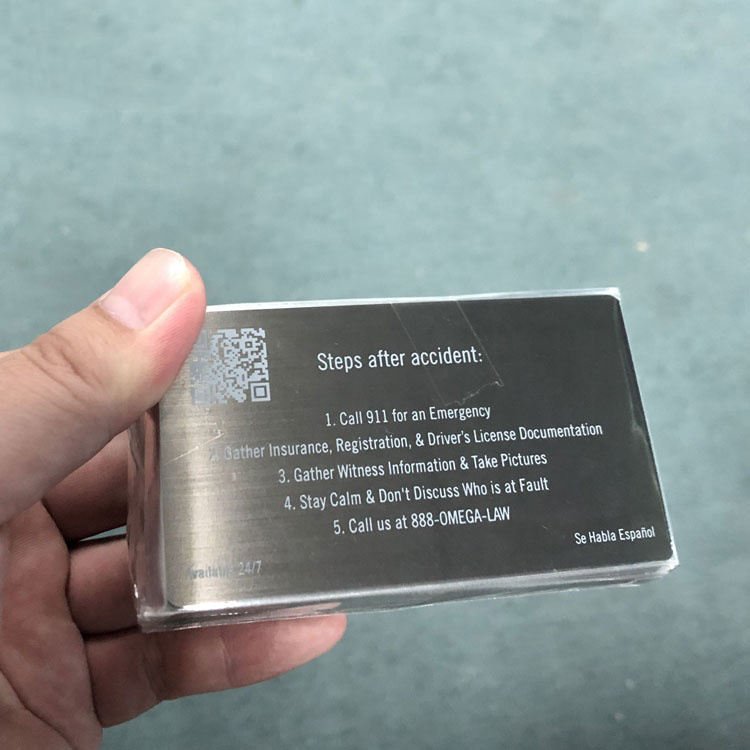 Steps after accident:
1. Call 911 for an Emergency
2. Gather Insurance, Registration, & Driver's License Documentation
3. Gather Witness Information & Take Pictures
4. Stay Calm & Don't Discuss Who is at Fault
5. Call us at 888-OMEGA-LAW
Se Habla Español
Available 24/7